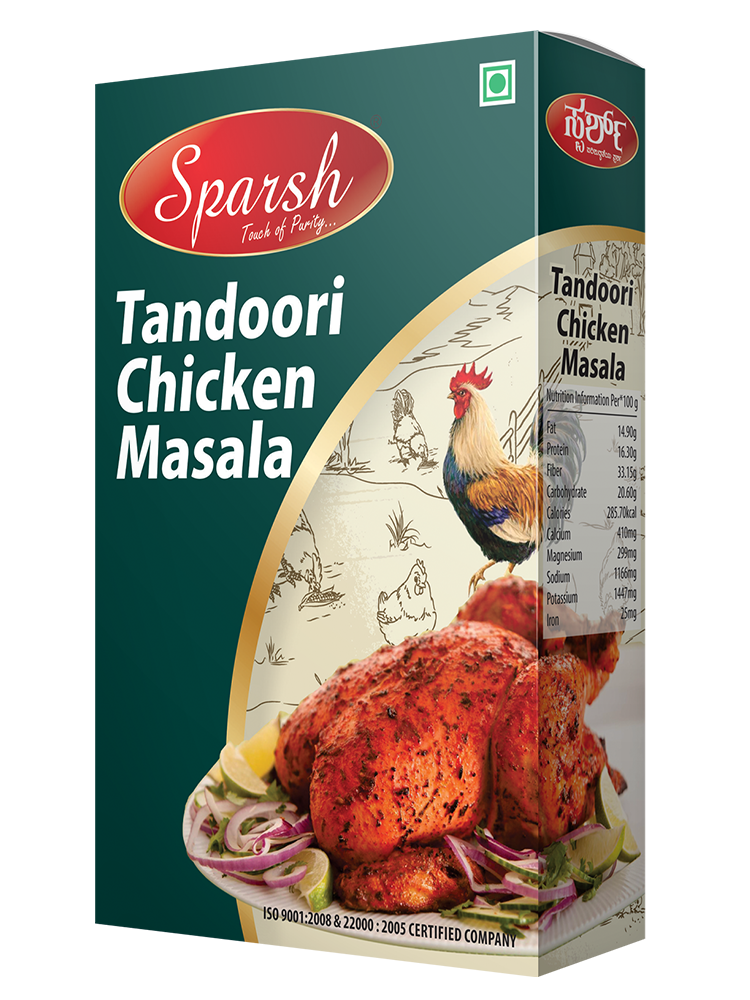 Sparsh
Touch of Purity...
Tandoori
Chicken
Masala
ISO 9001:2008 & 22000 : 2005 CERTIFIED COMPANY
ಸ್ಪರ್ಶ್
Tandoori
Chicken
Masala
Nutrition Information Per*100 g
Fat 14.90g
Protein 16.30g
Fiber 33.15g
Carbohydrate 20.60g
Calories 285.70kcal
Calcium 410mg
Magnesium 299mg
Sodium 1166mg
Potassium 1447mg
Iron 25mg